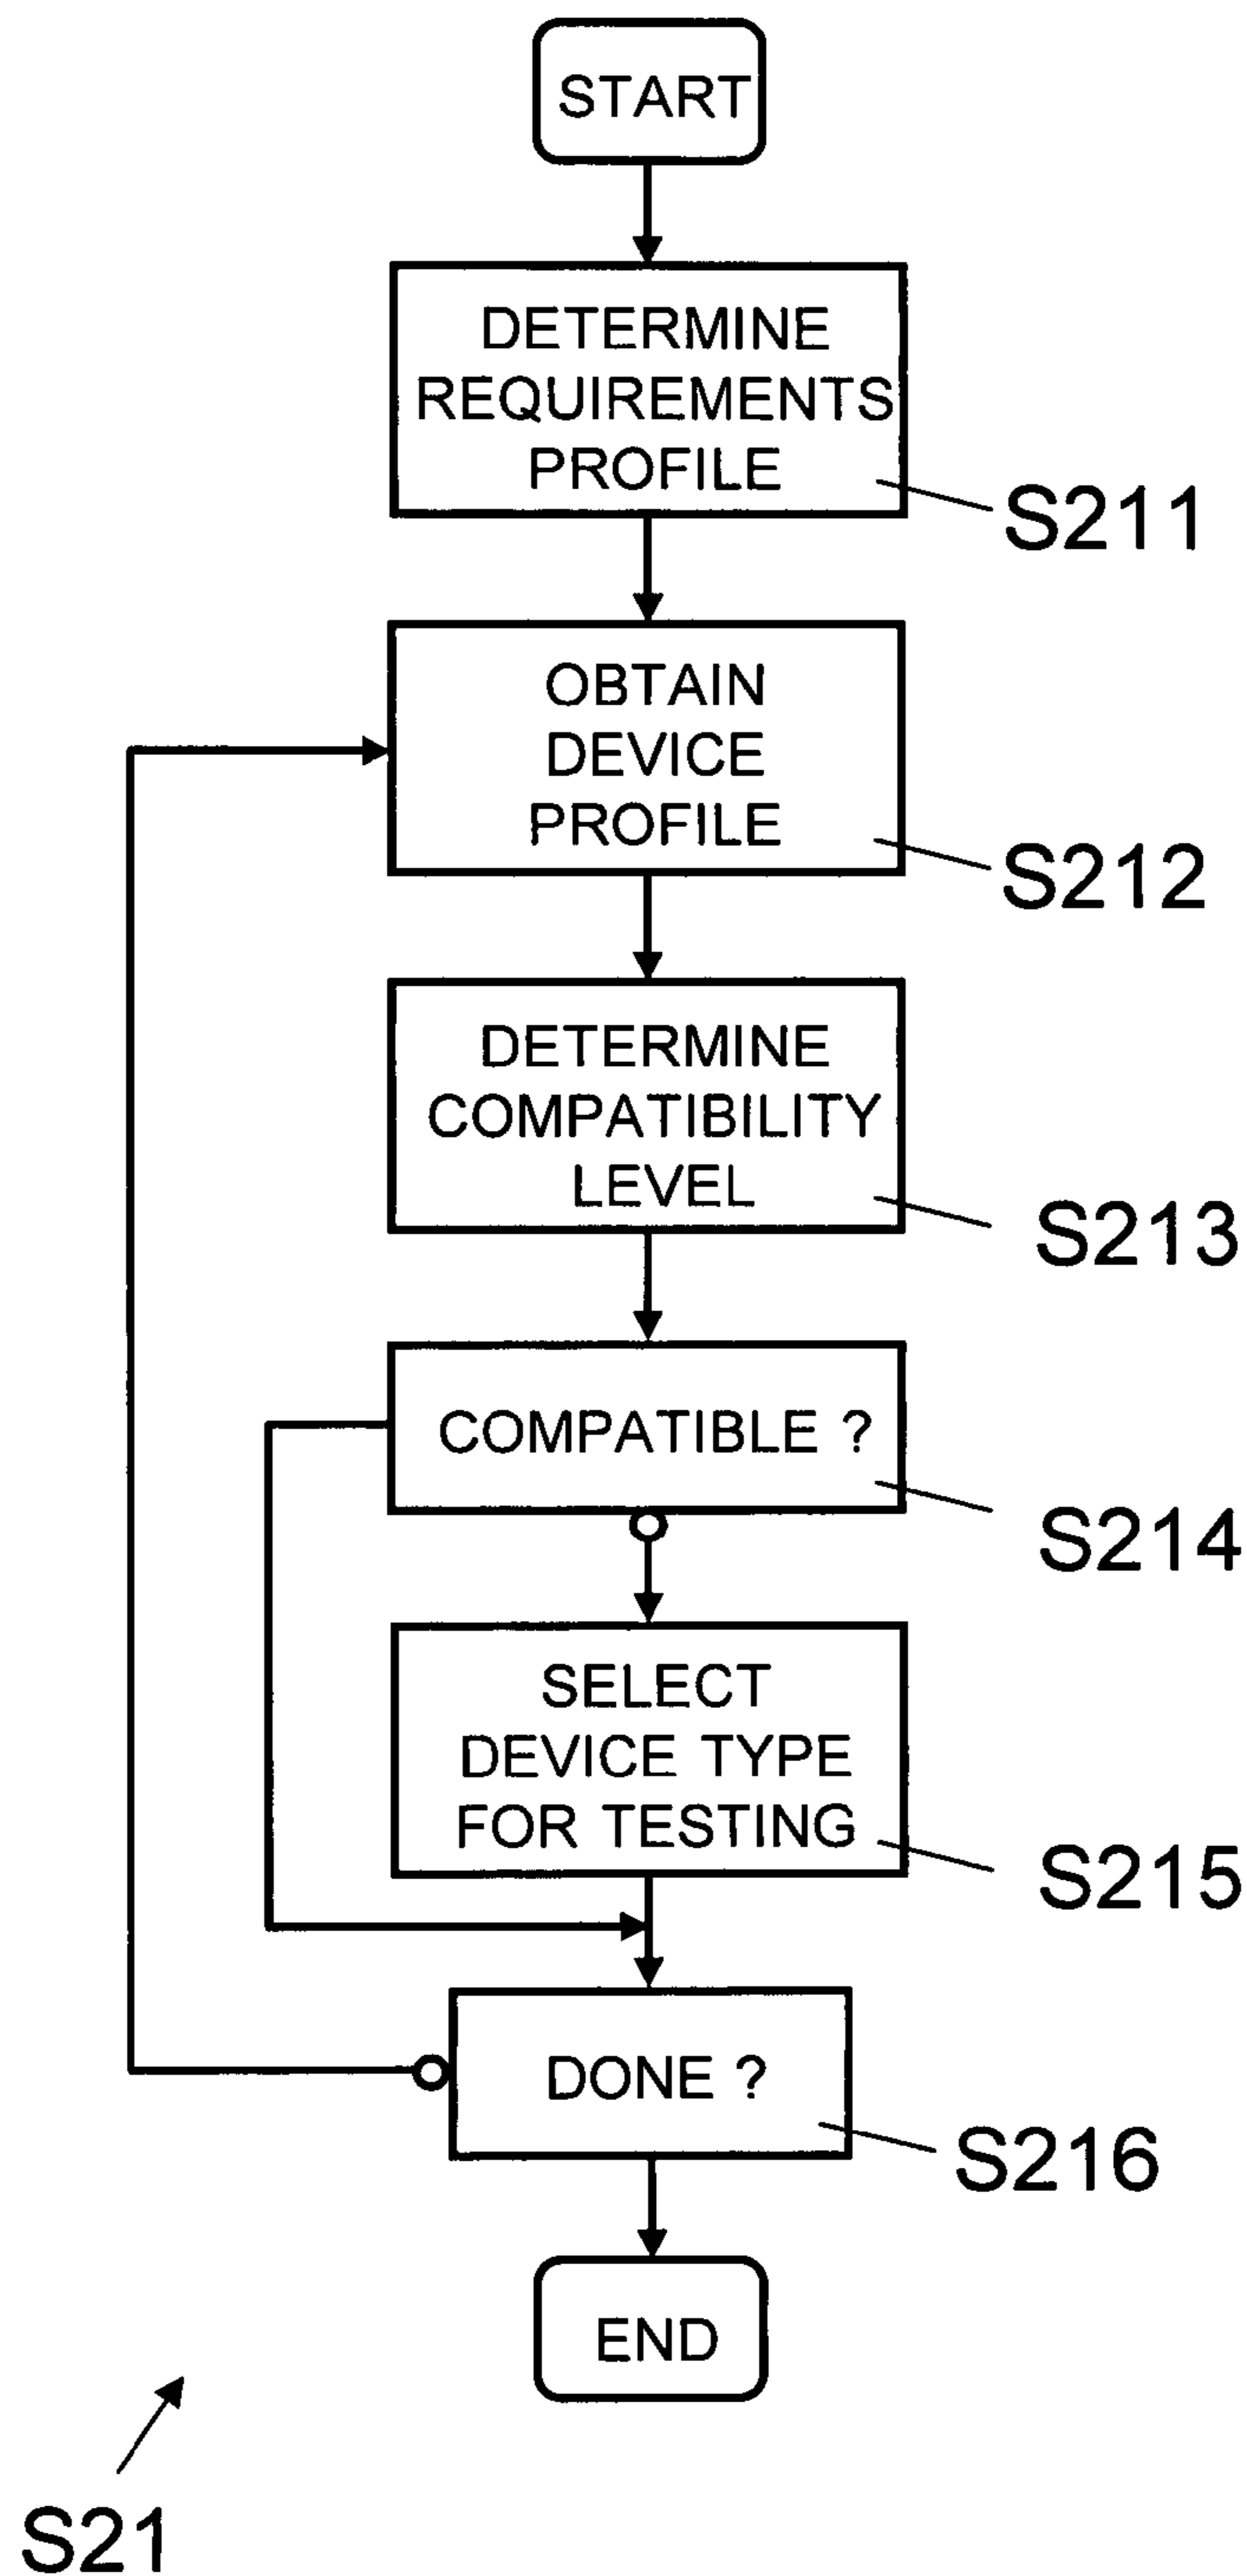 START
DETERMINE
REQUIREMENTS
PROFILE
S211
OBTAIN
DEVICE
PROFILE
S212
DETERMINE
COMPATIBILITY
LEVEL
S213
COMPATIBLE ?
S214
SELECT
DEVICE TYPE
FOR TESTING
S215
DONE ?
S216
END
S21